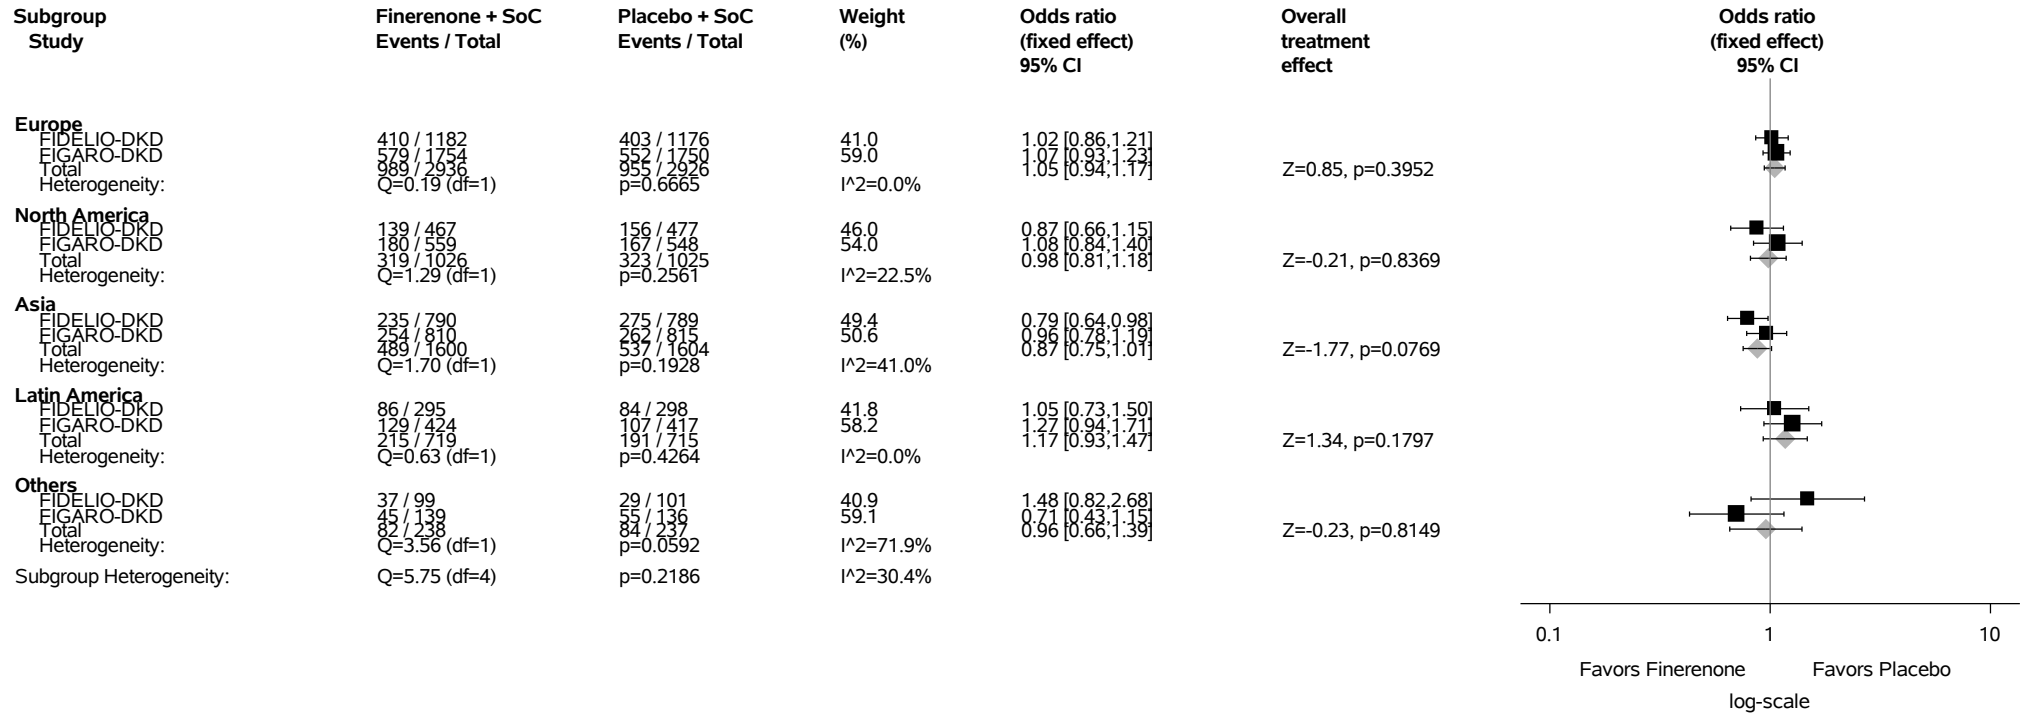 Subgroup Finerenone + SoC Placebo + SoC Weight Odds ratio Overall Odds ratio
Study Events / Total Events / Total (%) (fixed effect) treatment (fixed effect)
95% CI effect 95% CI
Europe
FIDELIO-DKD 410 / 1182 403 / 1176 41.0 1.02 [0.86,1.21]
FIGARO-DKD 579 / 1754 552 / 1750 59.0 1.07 [0.93,1.23]
Total 989 / 2936 955 / 2926 1.05 [0.94,1.17] Z=0.85, p=0.3952
Heterogeneity: Q=0.19 (df=1) p=0.6665 I^2=0.0%
North America
FIDELIO-DKD 139 / 467 156 / 477 46.0 0.87 [0.66,1.15]
FIGARO-DKD 180 / 559 167 / 548 54.0 1.08 [0.84,1.40]
Total 319 / 1026 323 / 1025 0.98 [0.81,1.18] Z=-0.21, p=0.8369
Heterogeneity: Q=1.29 (df=1) p=0.2561 I^2=22.5%
Asia
FIDELIO-DKD 235 / 790 275 / 789 49.4 0.79 [0.64,0.98]
FIGARO-DKD 254 / 810 262 / 815 50.6 0.96 [0.78,1.19]
Total 489 / 1600 537 / 1604 0.87 [0.75,1.01] Z=-1.77, p=0.0769
Heterogeneity: Q=1.70 (df=1) p=0.1928 I^2=41.0%
Latin America
FIDELIO-DKD 86 / 295 84 / 298 41.8 1.05 [0.73,1.50]
FIGARO-DKD 129 / 424 107 / 417 58.2 1.27 [0.94,1.71]
Total 215 / 719 191 / 715 1.17 [0.93,1.47] Z=1.34, p=0.1797
Heterogeneity: Q=0.63 (df=1) p=0.4264 I^2=0.0%
Others
FIDELIO-DKD 37 / 99 29 / 101 40.9 1.48 [0.82,2.68]
FIGARO-DKD 45 / 139 55 / 136 59.1 0.71 [0.43,1.15]
Total 82 / 238 84 / 237 0.96 [0.66,1.39] Z=-0.23, p=0.8149
Heterogeneity: Q=3.56 (df=1) p=0.0592 I^2=71.9%
Subgroup Heterogeneity: Q=5.75 (df=4) p=0.2186 I^2=30.4%
0.1 1 10
Favors Finerenone Favors Placebo
log-scale